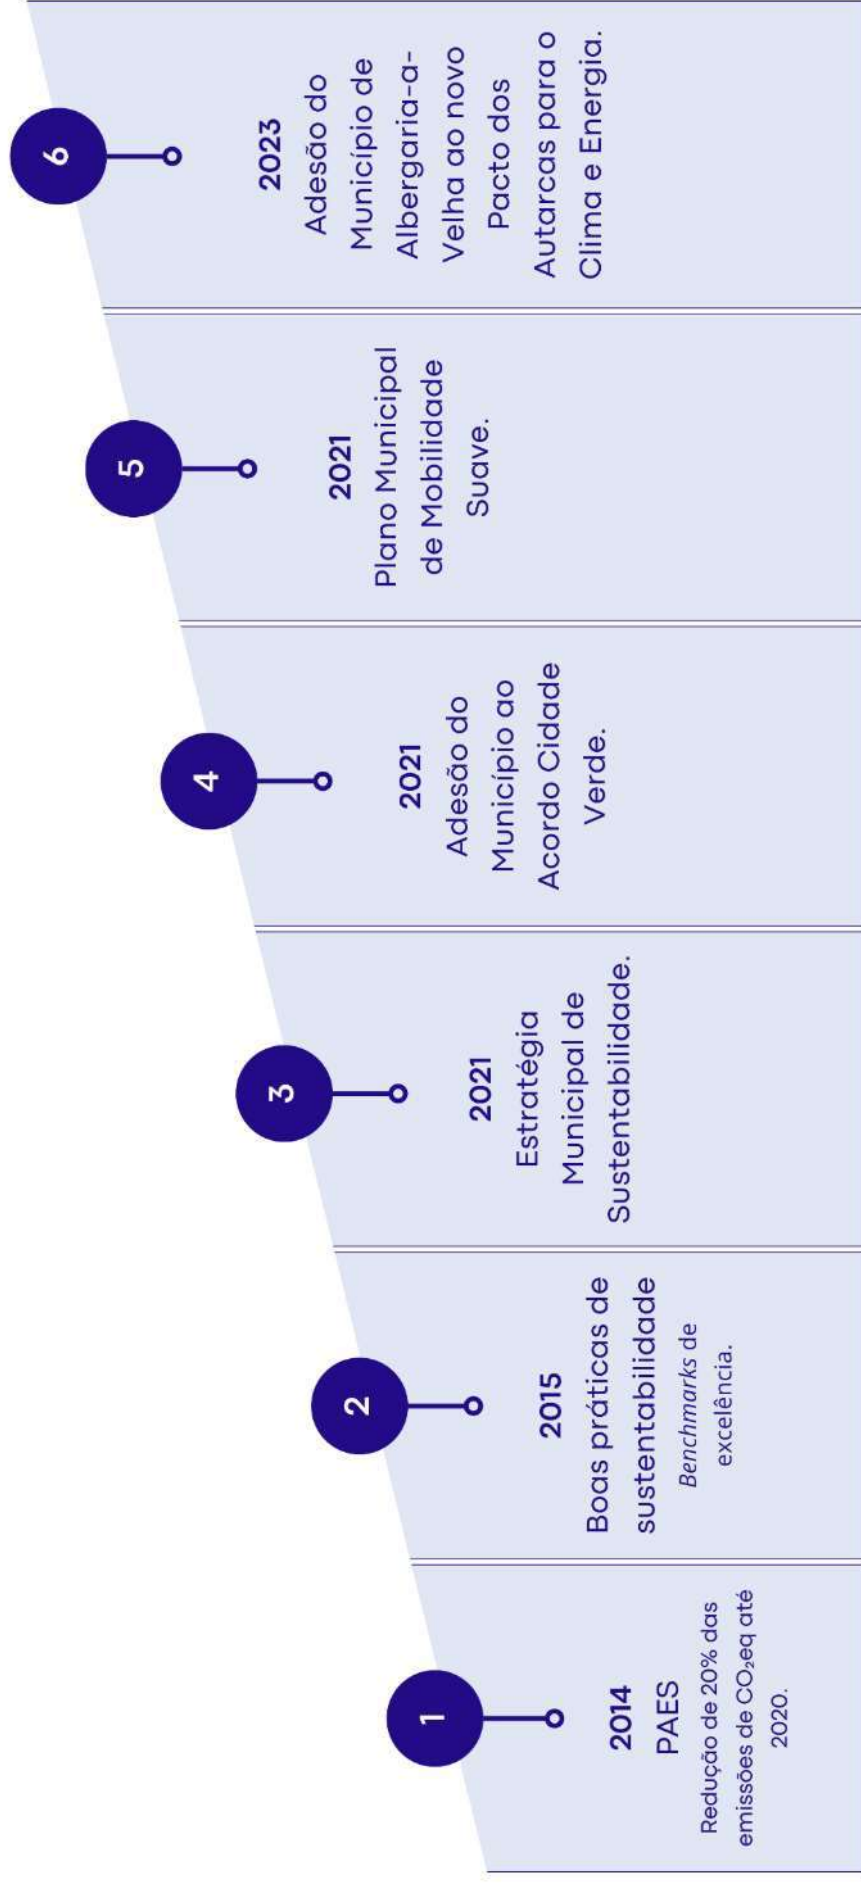 1
2014
PAES
Redução de 20% das
emissões de CO₂eq até
2020.
2
2015
Boas práticas de
sustentabilidade
Benchmarks de
excelência.
3
2021
Estratégia
Municipal de
Sustentabilidade.
4
2021
Adesão do
Município ao
Acordo Cidade
Verde.
5
2021
Plano Municipal
de Mobilidade
Suave.
6
2023
Adesão do
Município de
Albergaria-a-
Velha ao novo
Pacto dos
Autarcas para o
Clima e Energia.